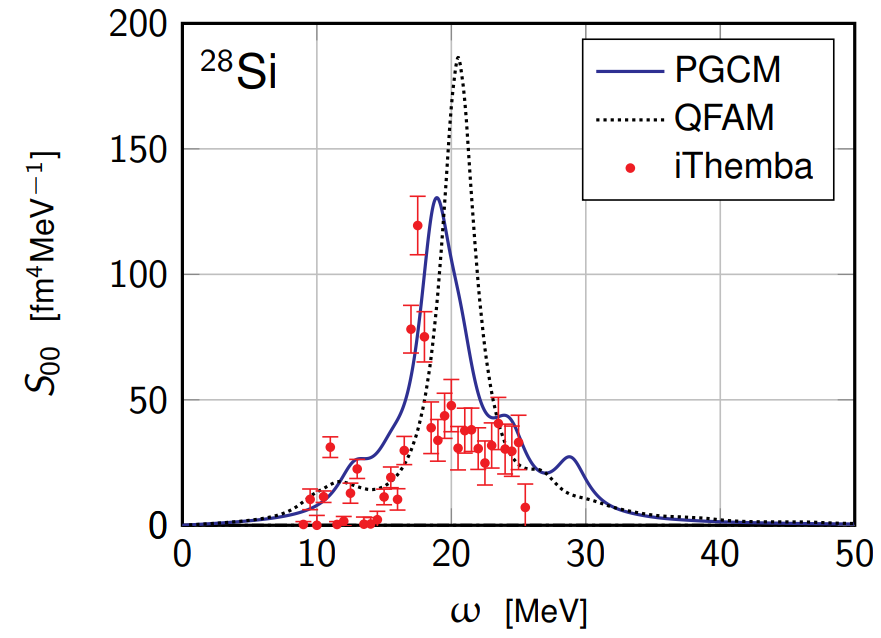 200
²⁸Si
PGCM
QFAM
iThemba
150
100
50
0
S₀₀ [fm⁴MeV⁻¹]
0 10 20 30 40 50
ω [MeV]